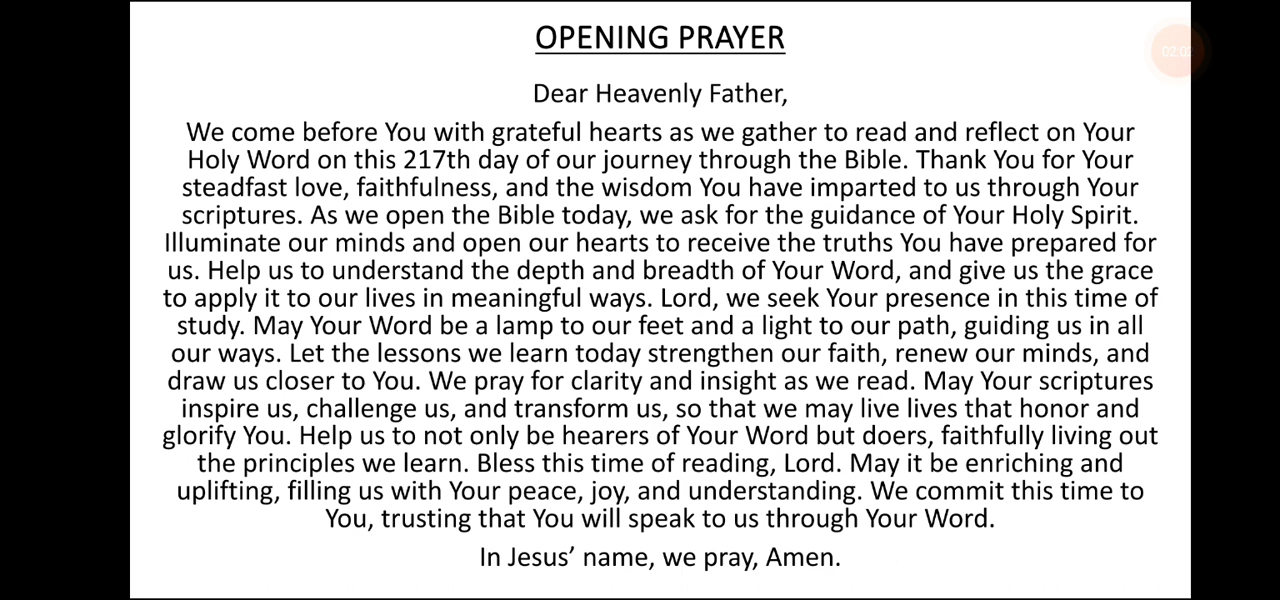 OPENING PRAYER
Dear Heavenly Father,
We come before You with grateful hearts as we gather to read and reflect on Your
Holy Word on this 217th day of our journey through the Bible. Thank You for Your
steadfast love, faithfulness, and the wisdom You have imparted to us through Your
scriptures. As we open the Bible today, we ask for the guidance of Your Holy Spirit.
Illuminate our minds and open our hearts to receive the truths You have prepared for
us. Help us to understand the depth and breadth of Your Word, and give us the grace
to apply it to our lives in meaningful ways. Lord, we seek Your presence in this time of
study. May Your Word be a lamp to our feet and a light to our path, guiding us in all
our ways. Let the lessons we learn today strengthen our faith, renew our minds, and
draw us closer to You. We pray for clarity and insight as we read. May Your scriptures
inspire us, challenge us, and transform us, so that we may live lives that honor and
glorify You. Help us to not only be hearers of Your Word but doers, faithfully living out
the principles we learn. Bless this time of reading, Lord. May it be enriching and
uplifting, filling us with Your peace, joy, and understanding. We commit this time to
You, trusting that You will speak to us through Your Word.
In Jesus’ name, we pray, Amen.